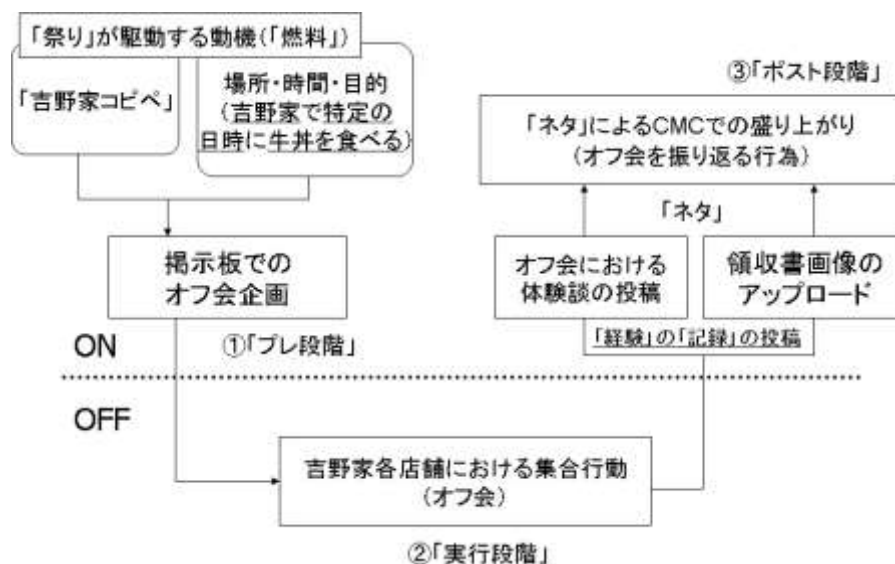 「祭り」が駆動する動機(「燃料」)
「吉野家コピペ」
場所・時間・目的
(吉野家で特定の
日時に牛丼を食べる)
掲示板での
オフ会企画
①「プレ段階」
ON
OFF
吉野家各店舗における集合行動
(オフ会)
②「実行段階」
③「ポスト段階」
「ネタ」によるCMCでの盛り上がり
(オフ会を振り返る行為)
「ネタ」
オフ会における
体験談の投稿
領収書画像の
アップロード
「経験」の「記録」の投稿